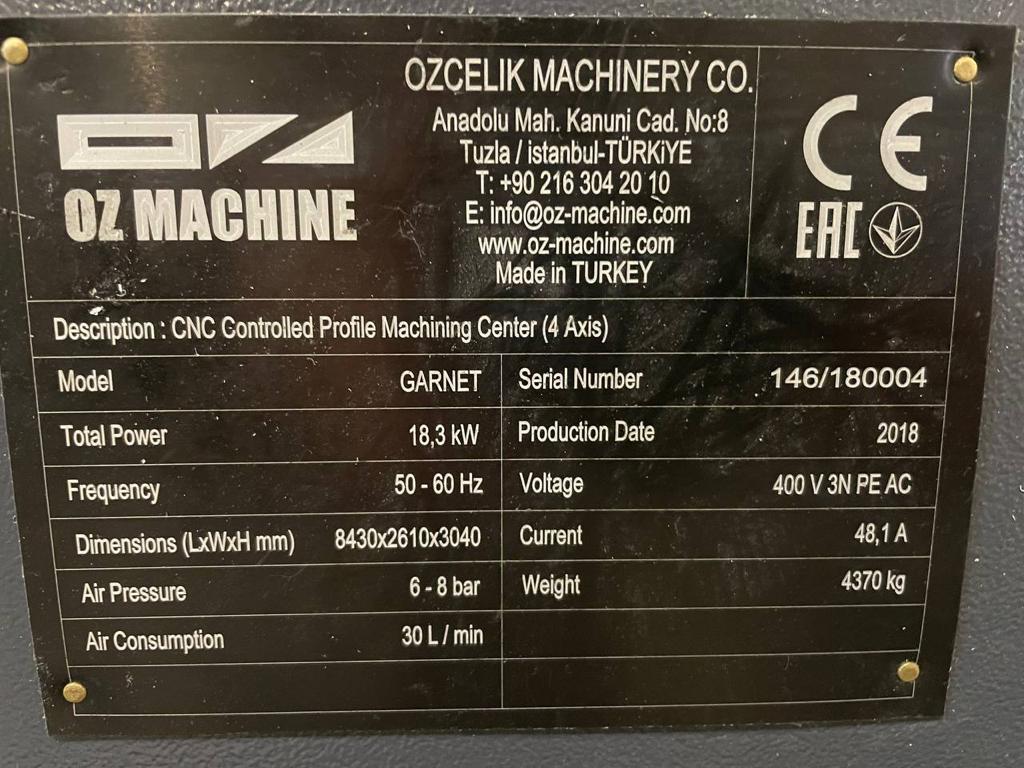 OZ MACHINE
OZCELIK MACHINERY CO.
Anadolu Mah. Kanuni Cad. No:8
Tuzla / istanbul-TÜRKiYE
T: +90 216 304 20 10
E: info@oz-machine.com
www.oz-machine.com
Made in TURKEY
CE
EAC
Description : CNC Controlled Profile Machining Center (4 Axis)
Model GARNET Serial Number 146/180004
Total Power 18,3 kW Production Date 2018
Frequency 50 - 60 Hz Voltage 400 V 3N PE AC
Dimensions (LxWxH mm) 8430x2610x3040 Current 48,1 A
Air Pressure 6 - 8 bar Weight 4370 kg
Air Consumption 30 L / min